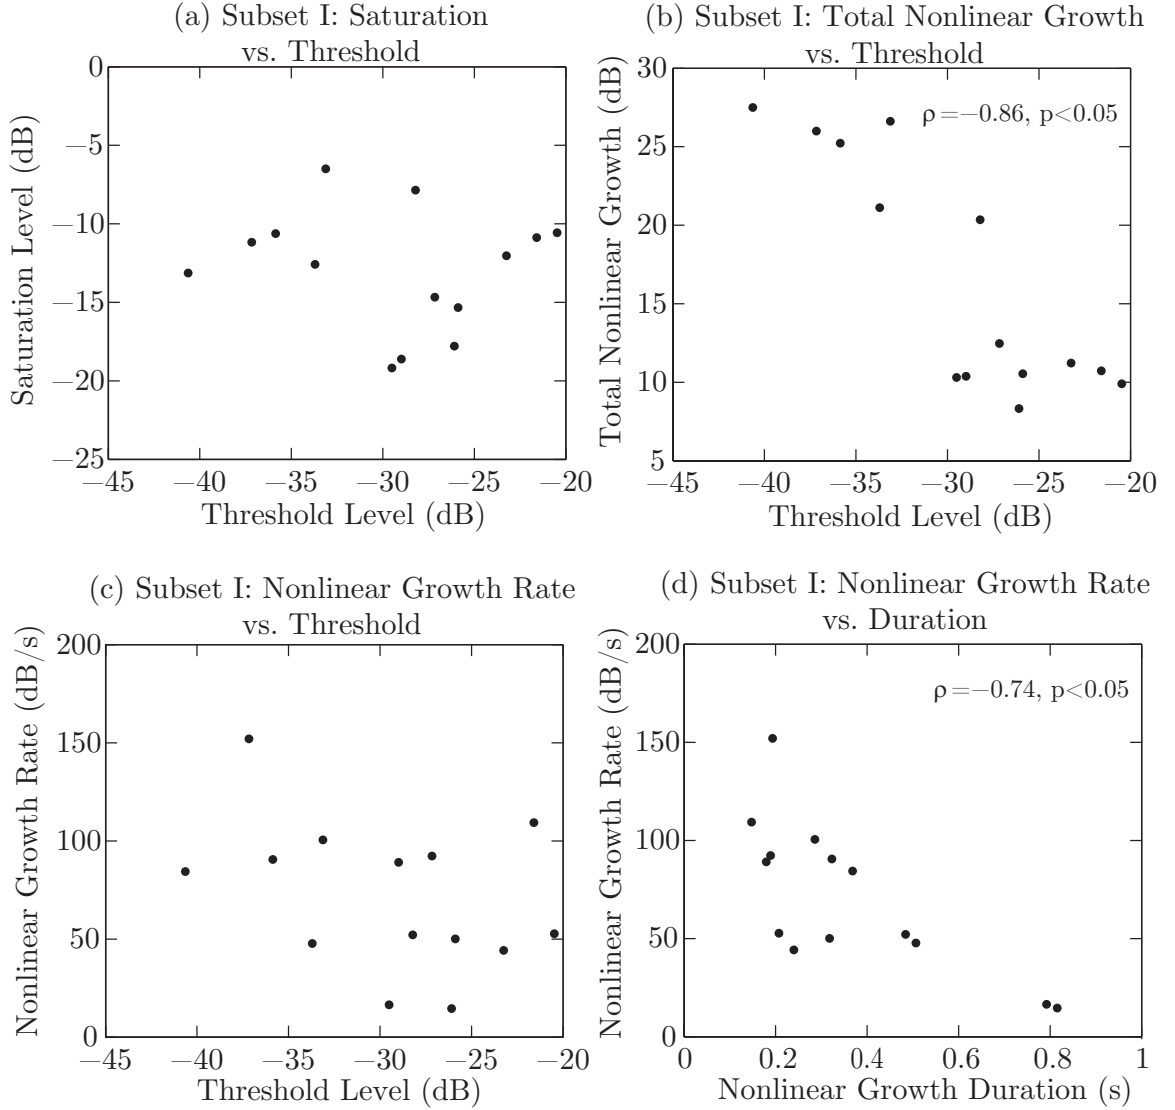 (a) Subset I: Saturation
vs. Threshold
0
−5
−10
−15
−20
−25
Saturation Level (dB)
−45 −40 −35 −30 −25 −20
Threshold Level (dB)
(b) Subset I: Total Nonlinear Growth
vs. Threshold
30
25
20
15
10
5
Total Nonlinear Growth (dB)
ρ=−0.86, p<0.05
−45 −40 −35 −30 −25 −20
Threshold Level (dB)
(c) Subset I: Nonlinear Growth Rate
vs. Threshold
200
150
100
50
0
Nonlinear Growth Rate (dB/s)
−45 −40 −35 −30 −25 −20
Threshold Level (dB)
(d) Subset I: Nonlinear Growth Rate
vs. Duration
200
150
100
50
0
Nonlinear Growth Rate (dB/s)
ρ=−0.74, p<0.05
0 0.2 0.4 0.6 0.8 1
Nonlinear Growth Duration (s)